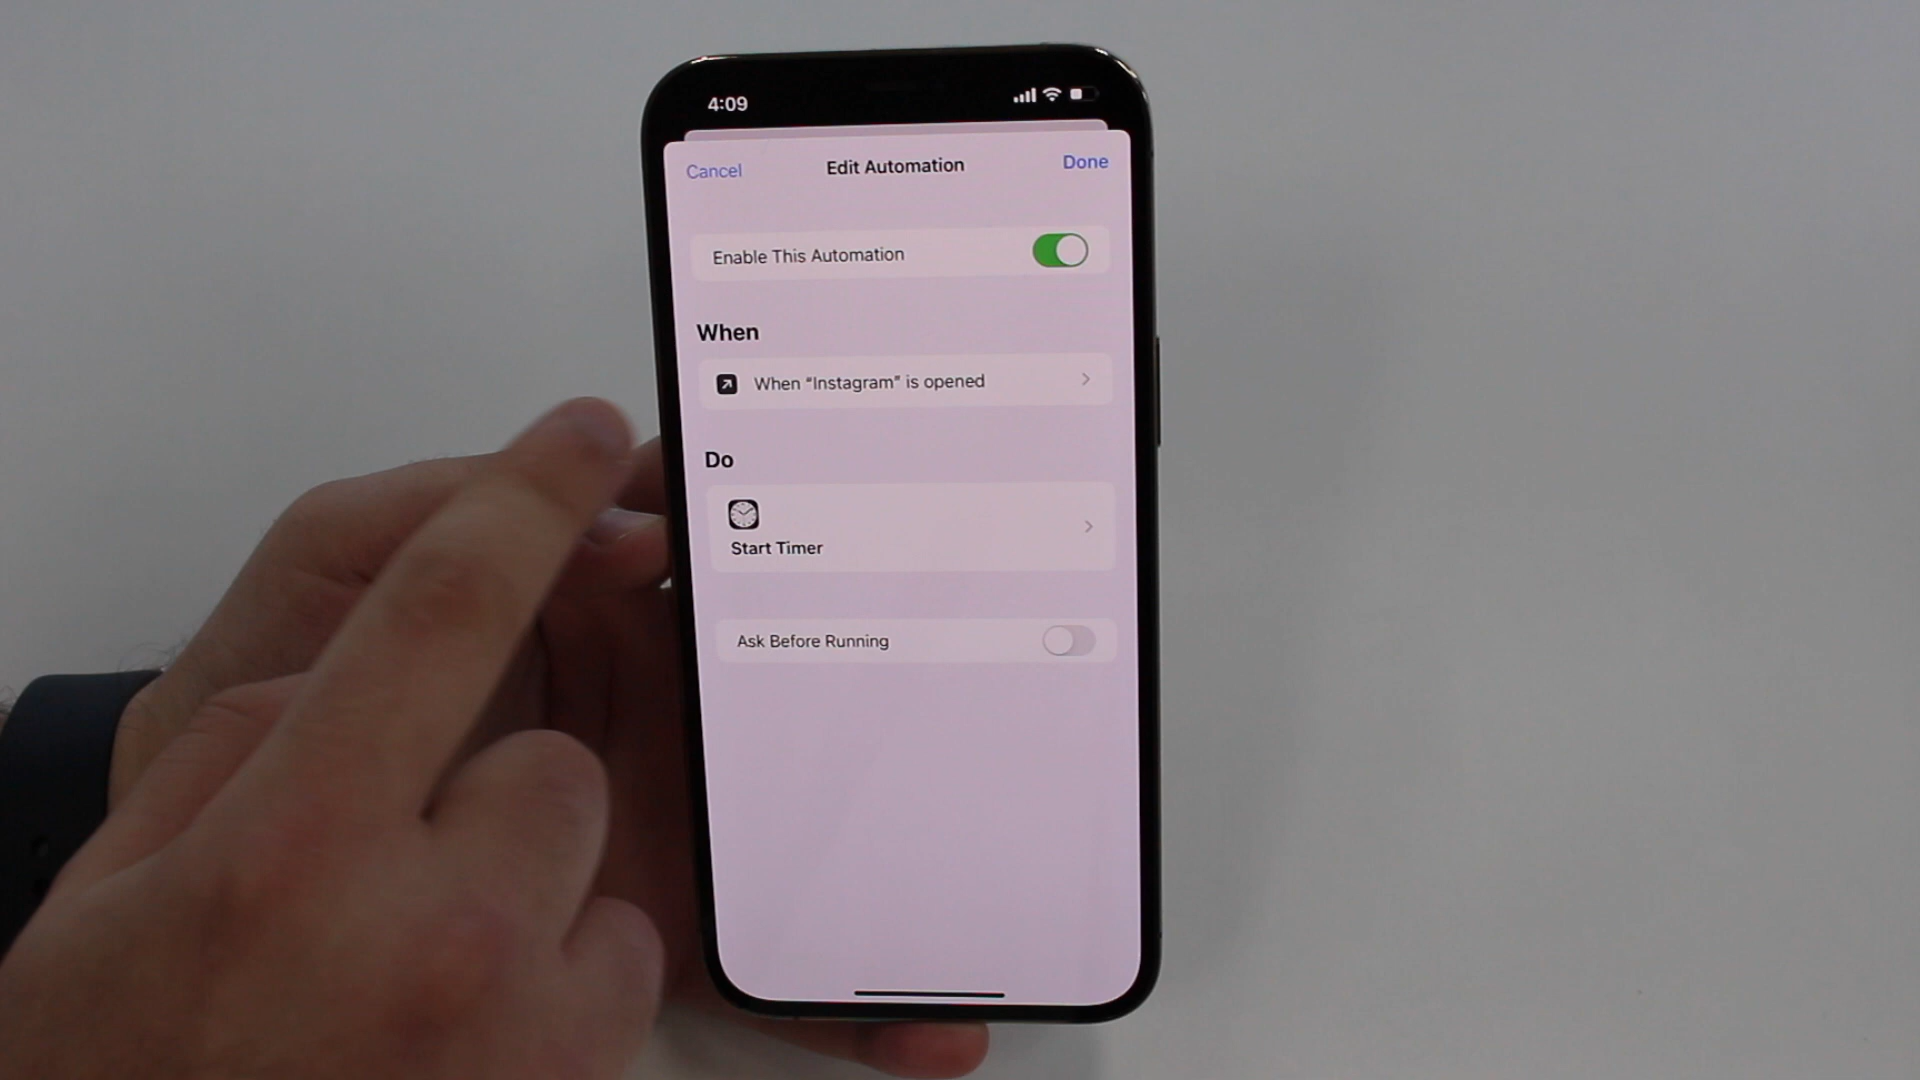 4:09
Cancel
Edit Automation
Done
Enable This Automation
When
When “Instagram” is opened
Do
Start Timer
Ask Before Running